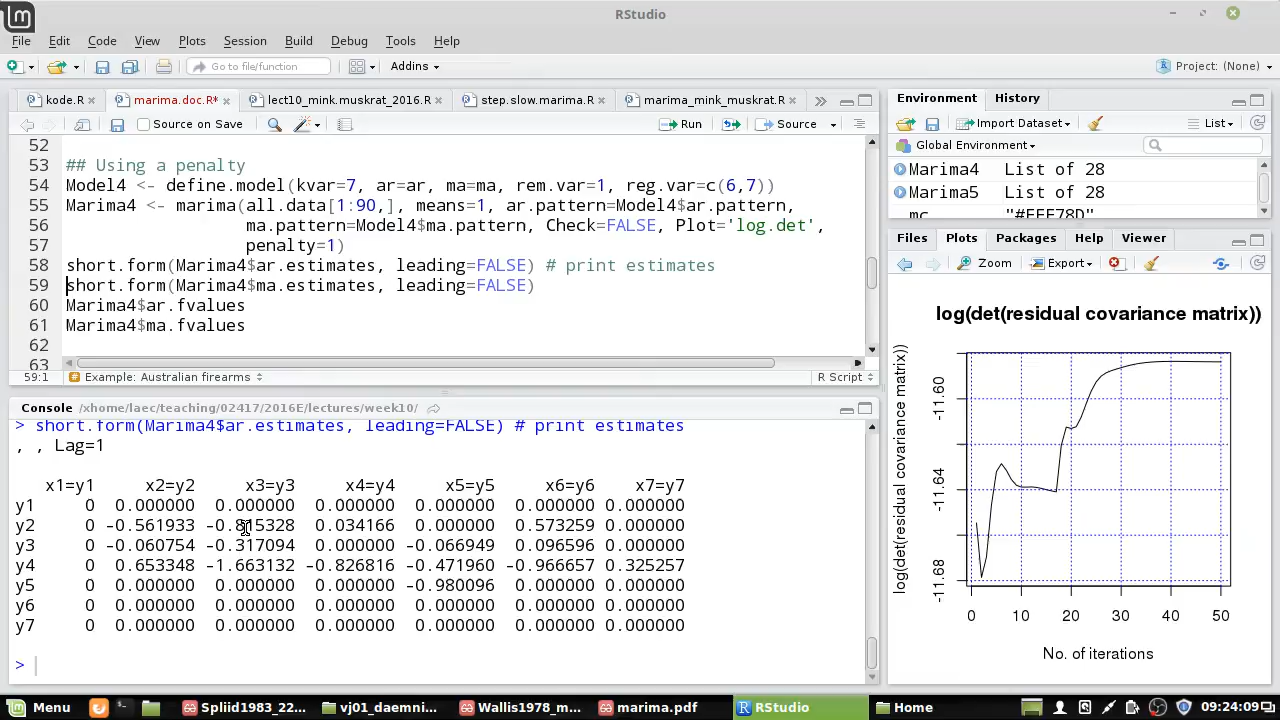 RStudio
File Edit Code View Plots Session Build Debug Tools Help
Go to file/function Addins Project: (None)
kode.R marima.doc.R* lect10_mink.muskrat_2016.R step.slow.marima.R marima_mink_muskrat.R
Source on Save Run Source
52
53 ## Using a penalty
54 Model4 <- define.model(kvar=7, ar=ar, ma=ma, rem.var=1, reg.var=c(6,7))
55 Marima4 <- marima(all.data[1:90,], means=1, ar.pattern=Model4$ar.pattern,
56 ma.pattern=Model4$ma.pattern, Check=FALSE, Plot='log.det',
57 penalty=1)
58 short.form(Marima4$ar.estimates, leading=FALSE) # print estimates
59 short.form(Marima4$ma.estimates, leading=FALSE)
60 Marima4$ar.fvalues
61 Marima4$ma.fvalues
62
63
59:1 # Example: Australian firearms R Script
Console /xhome/laec/teaching/02417/2016E/lectures/week10/
> short.form(Marima4$ar.estimates, leading=FALSE) # print estimates
, , Lag=1
x1=y1 x2=y2 x3=y3 x4=y4 x5=y5 x6=y6 x7=y7
y1 0 0.000000 0.000000 0.000000 0.000000 0.000000 0.000000
y2 0 -0.561933 -0.815328 0.034166 0.000000 0.573259 0.000000
y3 0 -0.060754 -0.317094 0.000000 -0.066949 0.096596 0.000000
y4 0 0.653348 -1.663132 -0.826816 -0.471960 -0.966657 0.325257
y5 0 0.000000 0.000000 0.000000 -0.980096 0.000000 0.000000
y6 0 0.000000 0.000000 0.000000 0.000000 0.000000 0.000000
y7 0 0.000000 0.000000 0.000000 0.000000 0.000000 0.000000
>
Environment History
Import Dataset List
Global Environment
Marima4 List of 28
Marima5 List of 28
mc
Files Plots Packages Help Viewer
Zoom Export
log(det(residual covariance matrix))
log(det(residual covariance matrix))
-11.60
-11.64
-11.68
0 10 20 30 40 50
No. of iterations
Menu Spliid1983_22... vj01_daemni... Wallis1978_m... marima.pdf RStudio Home 09:24:09